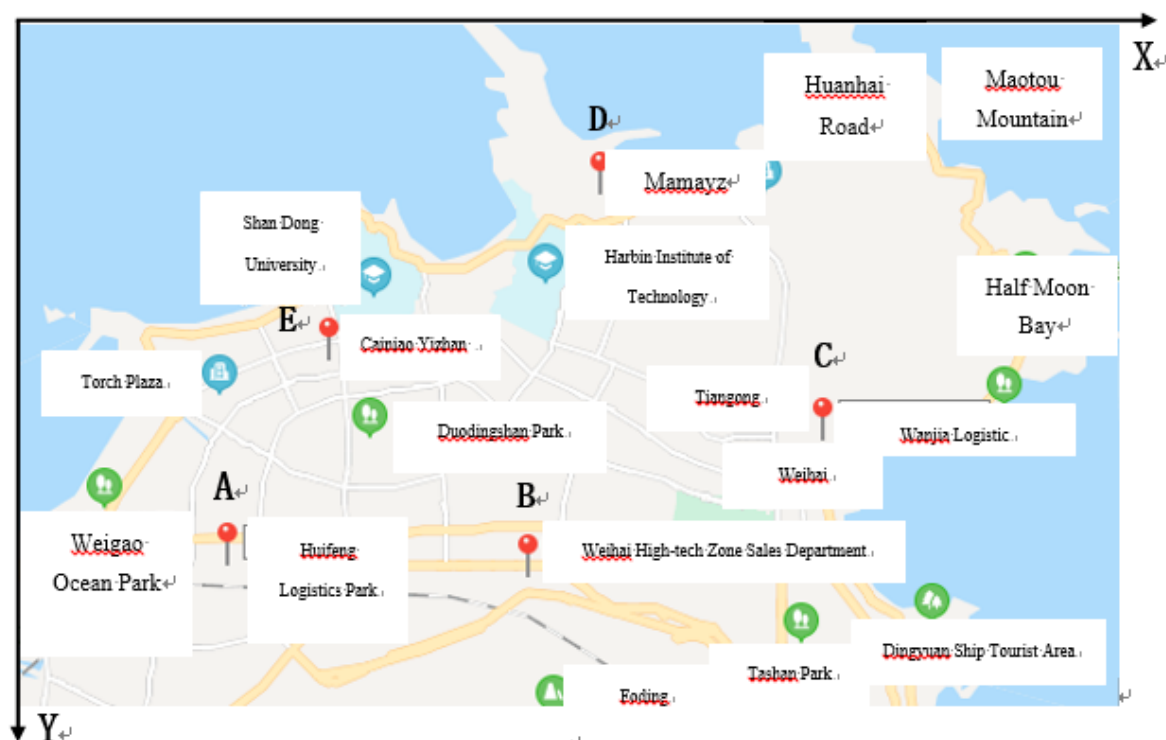 X
Huanhai
Road
Maotou
Mountain
D
Mamayz
Shan Dong
University
Harbin Institute of
Technology
Half Moon
Bay
E
Cainiao Yizhan
C
Torch Plaza
Tiangong
Wanjia Logistic
Duodingshan Park
Weihai
A
B
Weigao
Ocean Park
Huifeng
Logistics Park
Weihai High-tech Zone Sales Department
Dingyuan Ship Tourist Area
Tashan Park
Foding
Y